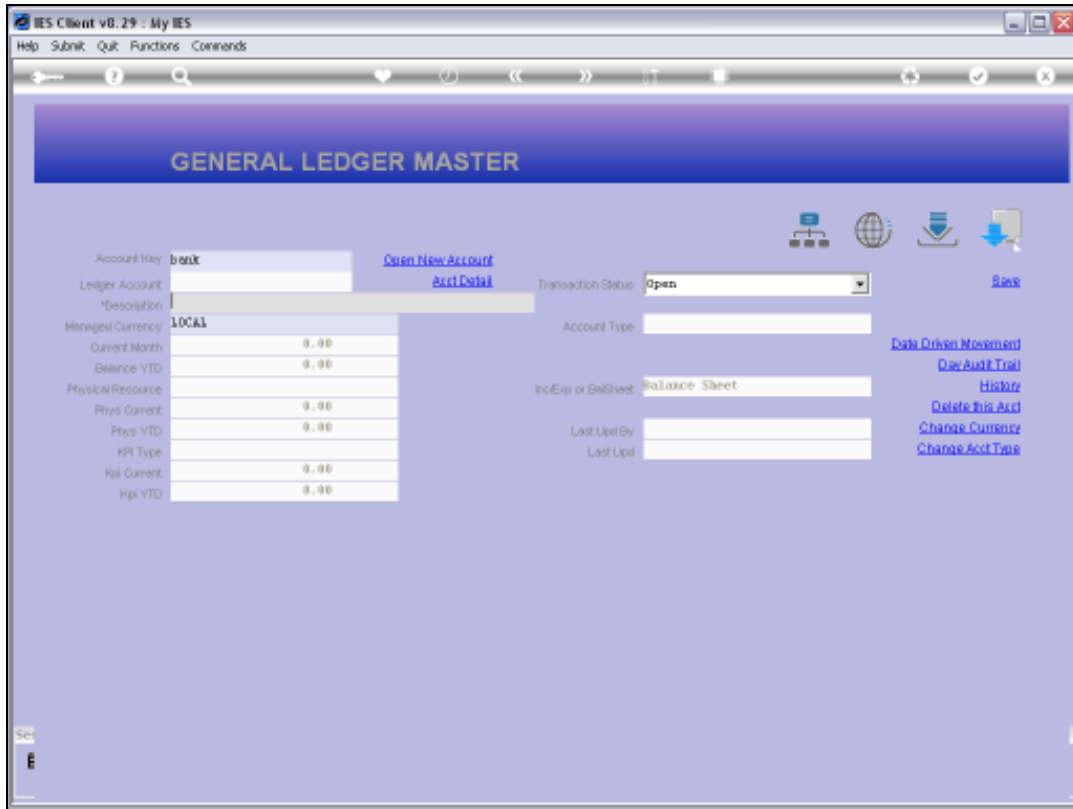 IES Client v8.29 : My IES
Help Submit Quit Functions Commands
GENERAL LEDGER MASTER
Account Key bank Open New Account
Ledger Account Acct Detail Transaction Status Open Save
*Description
Managed Currency LOCAL Account Type
Current Month 0.00 Date Driven Movement
Balance YTD 0.00 Day Audit Trail
Physical Resource Inc/Exp or BalSheet Balance Sheet History
Phys Current 0.00 Delete this Acct
Phys YTD 0.00 Last Upd By Change Currency
KPI Type Last Upd Change Acct Type
Kpi Current 0.00
Kpi YTD 0.00
Se